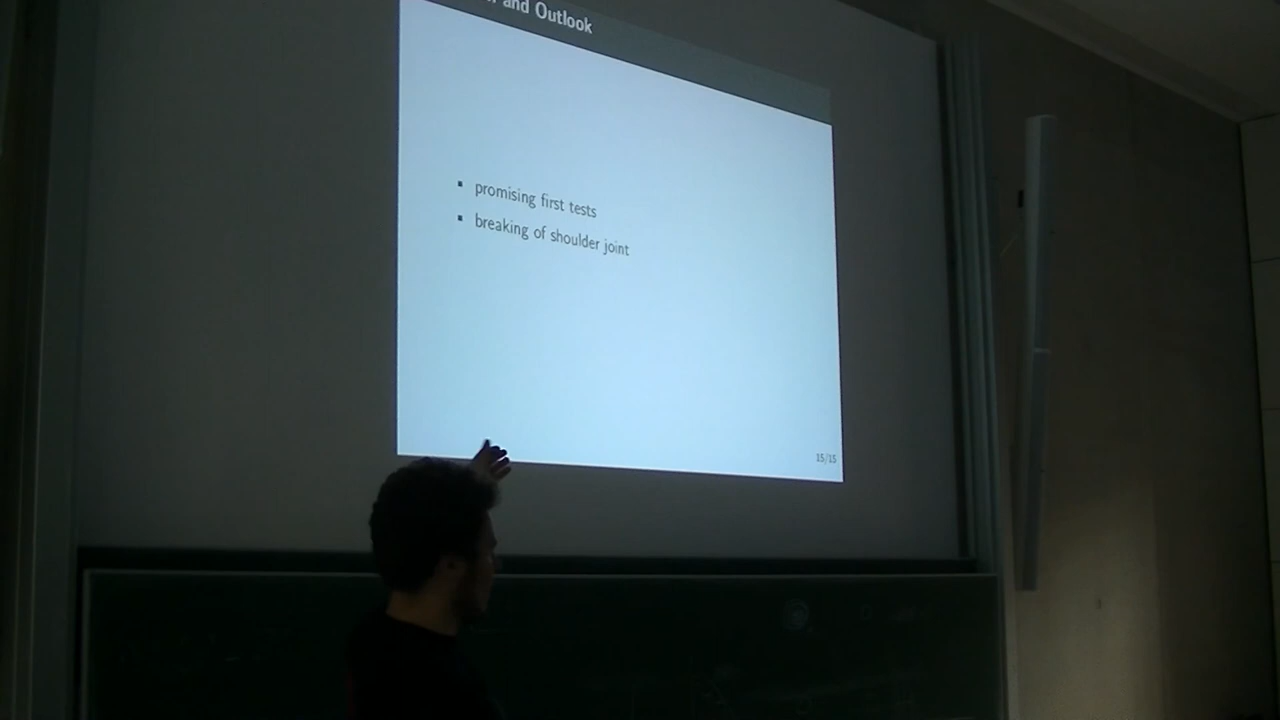 and Outlook
promising first tests
breaking of shoulder joint
15/15